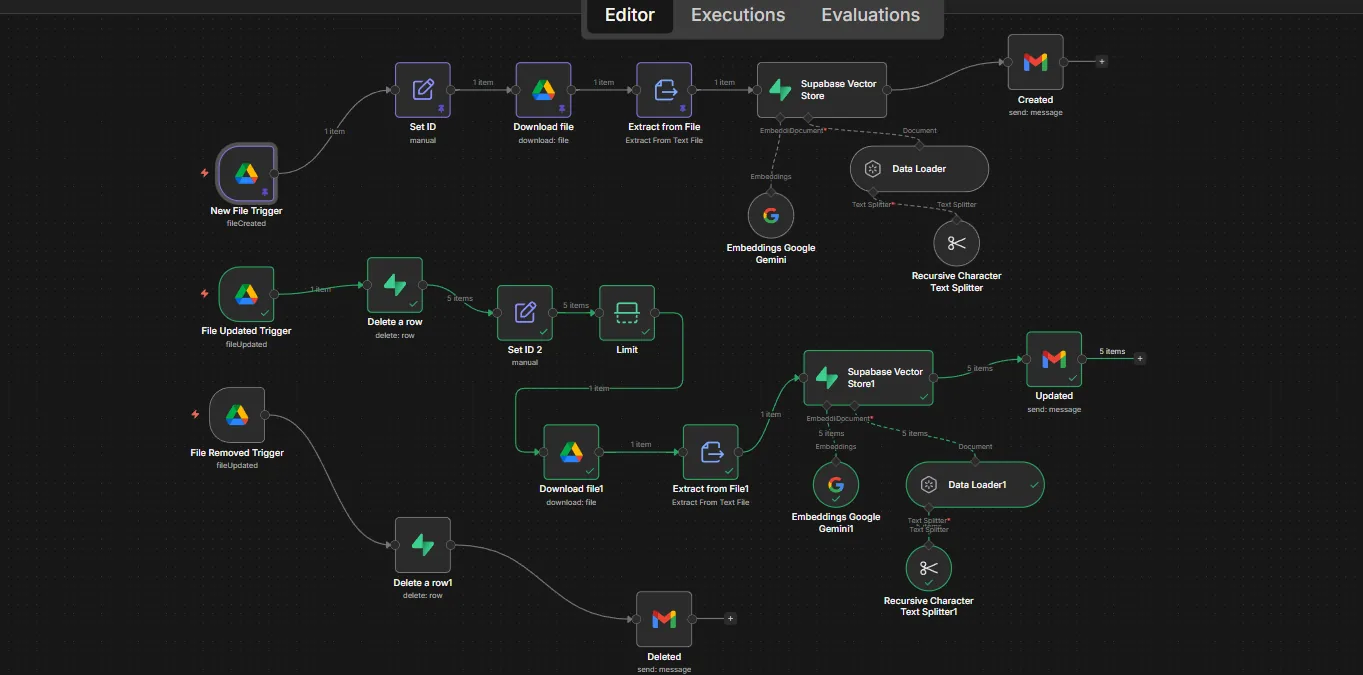 Editor
Executions
Evaluations
New File Trigger
fileCreated
1 item
Set ID
manual
1 item
Download file
download: file
1 item
Extract from File
Extract From Text File
1 item
Supabase Vector
Store
Embeddi
Document*
Embeddings
Embeddings Google
Gemini
Document
Data Loader
Text Splitter*
Text Splitter
Recursive Character
Text Splitter
Created
send: message
File Updated Trigger
fileUpdated
1 item
Delete a row
delete: row
5 items
Set ID 2
manual
5 items
Limit
1 item
Download file1
download: file
1 item
Extract from File1
Extract From Text File
1 item
Supabase Vector
Store1
Embeddi
Document*
5 items
Embeddings
Embeddings Google
Gemini1
5 items
Document
Data Loader1
Text Splitter*
Text Splitter
Recursive Character
Text Splitter1
5 items
Updated
send: message
5 items
File Removed Trigger
fileUpdated
Delete a row1
delete: row
Deleted
send: message